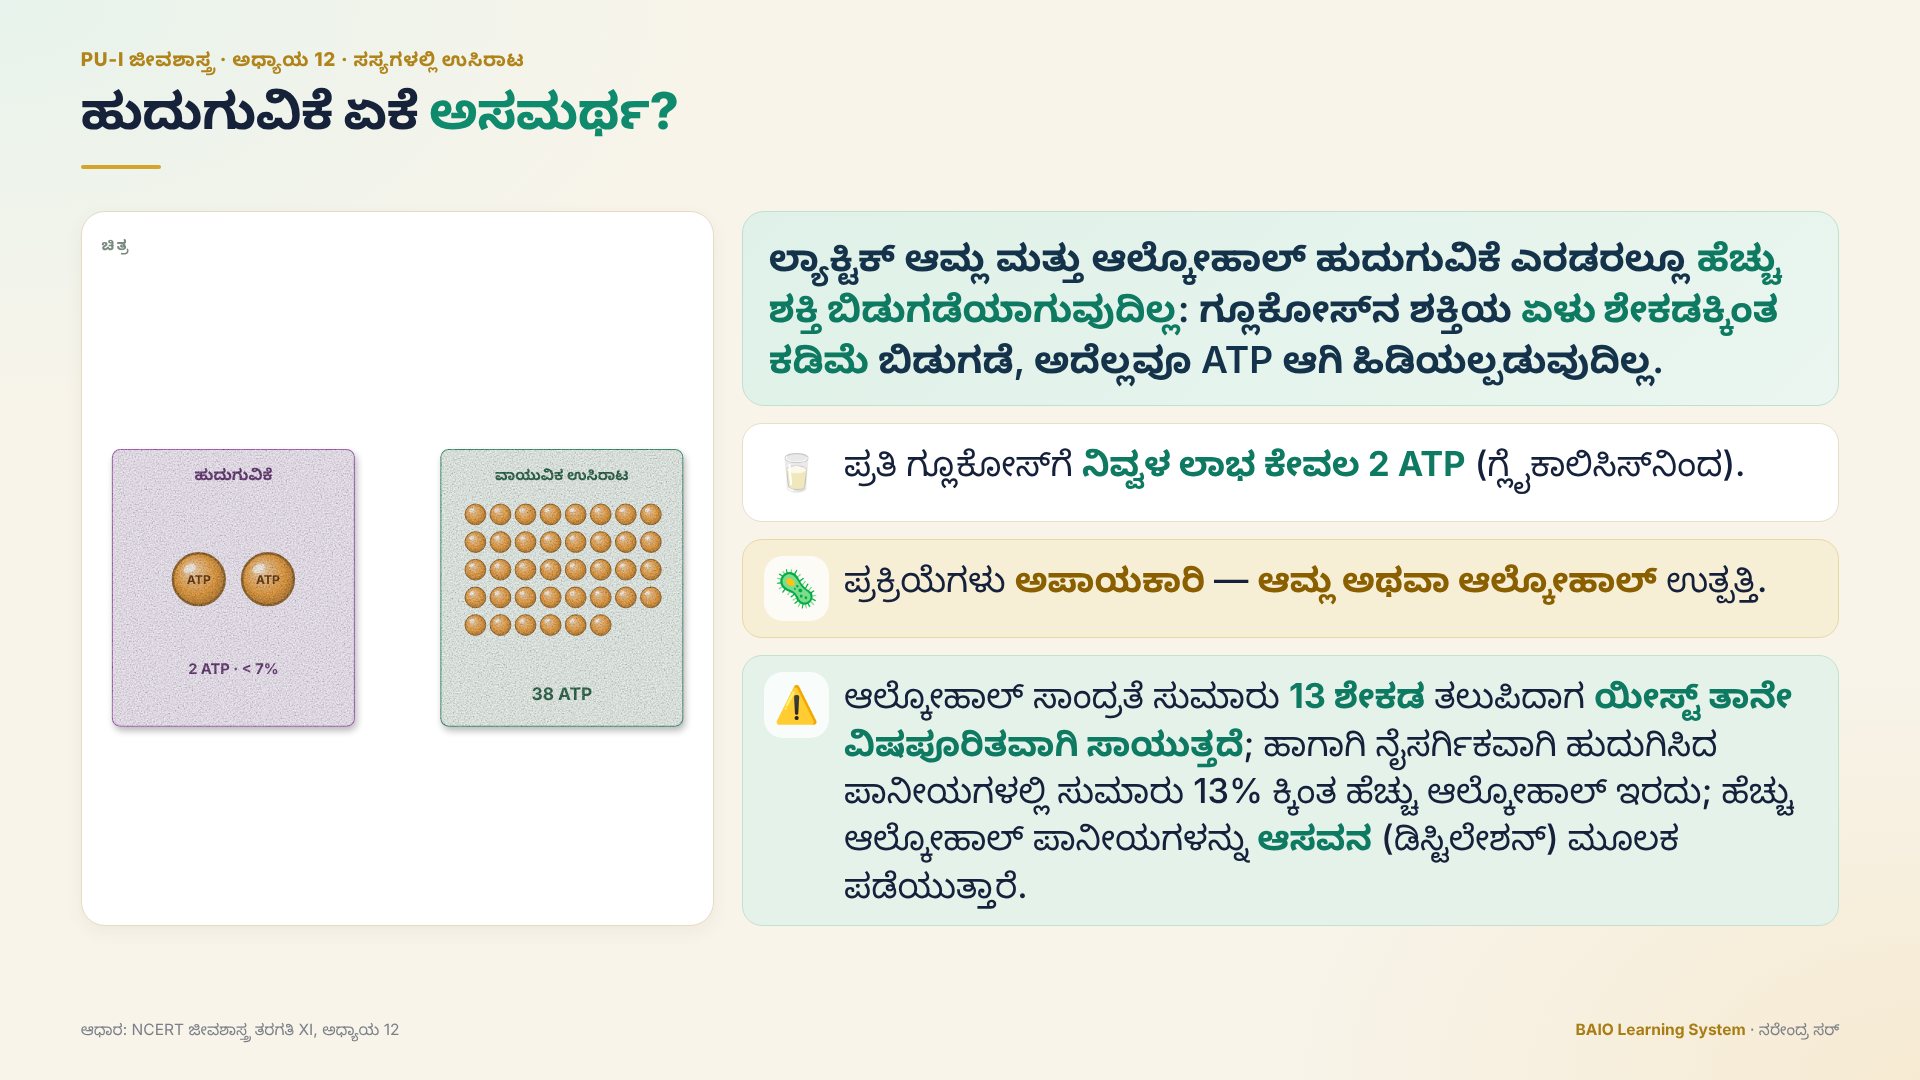 PU-I ಜೀವಶಾಸ್ತ್ರ · ಅಧ್ಯಾಯ 12 · ಸಸ್ಯಗಳಲ್ಲಿ ಉಸಿರಾಟ
ಹುದುಗುವಿಕೆ ಏಕೆ ಅಸಮರ್ಥ?
ಚಿತ್ರ
ಹುದುಗುವಿಕೆ
ATP ATP
2 ATP · < 7%
ವಾಯುವಿಕ ಉಸಿರಾಟ
38 ATP
ಲ್ಯಾಕ್ಟಿಕ್ ಆಮ್ಲ ಮತ್ತು ಆಲ್ಕೋಹಾಲ್ ಹುದುಗುವಿಕೆ ಎರಡರಲ್ಲೂ ಹೆಚ್ಚು
ಶಕ್ತಿ ಬಿಡುಗಡೆಯಾಗುವುದಿಲ್ಲ: ಗ್ಲೂಕೋಸ್‌ನ ಶಕ್ತಿಯ ಏಳು ಶೇಕಡಕ್ಕಿಂತ
ಕಡಿಮೆ ಬಿಡುಗಡೆ, ಅದೆಲ್ಲವೂ ATP ಆಗಿ ಹಿಡಿಯಲ್ಪಡುವುದಿಲ್ಲ.
ಪ್ರತಿ ಗ್ಲೂಕೋಸ್‌ಗೆ ನಿವ್ವಳ ಲಾಭ ಕೇವಲ 2 ATP (ಗ್ಲೈಕಾಲಿಸಿಸ್‌ನಿಂದ).
ಪ್ರಕ್ರಿಯೆಗಳು ಅಪಾಯಕಾರಿ — ಆಮ್ಲ ಅಥವಾ ಆಲ್ಕೋಹಾಲ್ ಉತ್ಪತ್ತಿ.
ಆಲ್ಕೋಹಾಲ್ ಸಾಂದ್ರತೆ ಸುಮಾರು 13 ಶೇಕಡ ತಲುಪಿದಾಗ ಯೀಸ್ಟ್ ತಾನೇ
ವಿಷಪೂರಿತವಾಗಿ ಸಾಯುತ್ತದೆ; ಹಾಗಾಗಿ ನೈಸರ್ಗಿಕವಾಗಿ ಹುದುಗಿಸಿದ
ಪಾನೀಯಗಳಲ್ಲಿ ಸುಮಾರು 13% ಕ್ಕಿಂತ ಹೆಚ್ಚು ಆಲ್ಕೋಹಾಲ್ ಇರದು; ಹೆಚ್ಚು
ಆಲ್ಕೋಹಾಲ್ ಪಾನೀಯಗಳನ್ನು ಆಸವನ (ಡಿಸ್ಟಿಲೇಶನ್) ಮೂಲಕ
ಪಡೆಯುತ್ತಾರೆ.
ಆಧಾರ: NCERT ಜೀವಶಾಸ್ತ್ರ ತರಗತಿ XI, ಅಧ್ಯಾಯ 12
BAIO Learning System · ನರೇಂದ್ರ ಸರ್